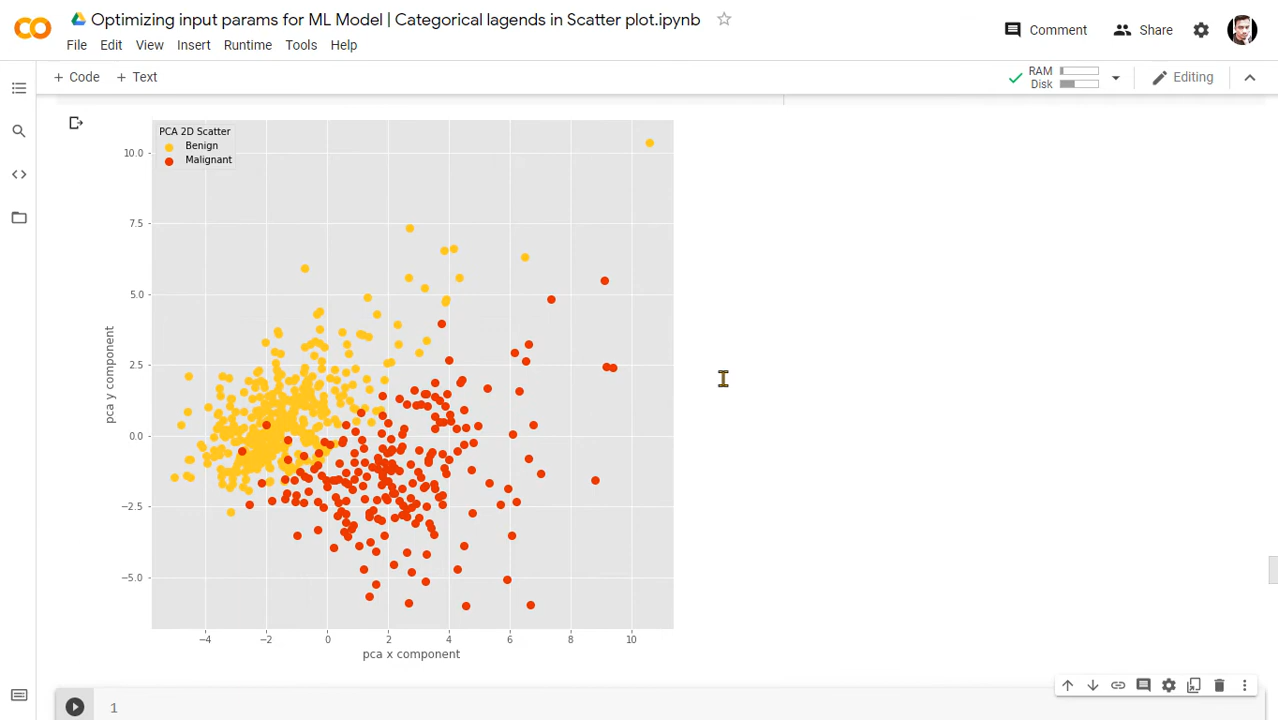 Optimizing input params for ML Model | Categorical lagends in Scatter plot.ipynb
File Edit View Insert Runtime Tools Help
Comment
Share
+ Code + Text
RAM
Disk
Editing
PCA 2D Scatter
Benign
Malignant
10.0
7.5
5.0
2.5
0.0
−2.5
−5.0
pca y component
−4 −2 0 2 4 6 8 10
pca x component
1